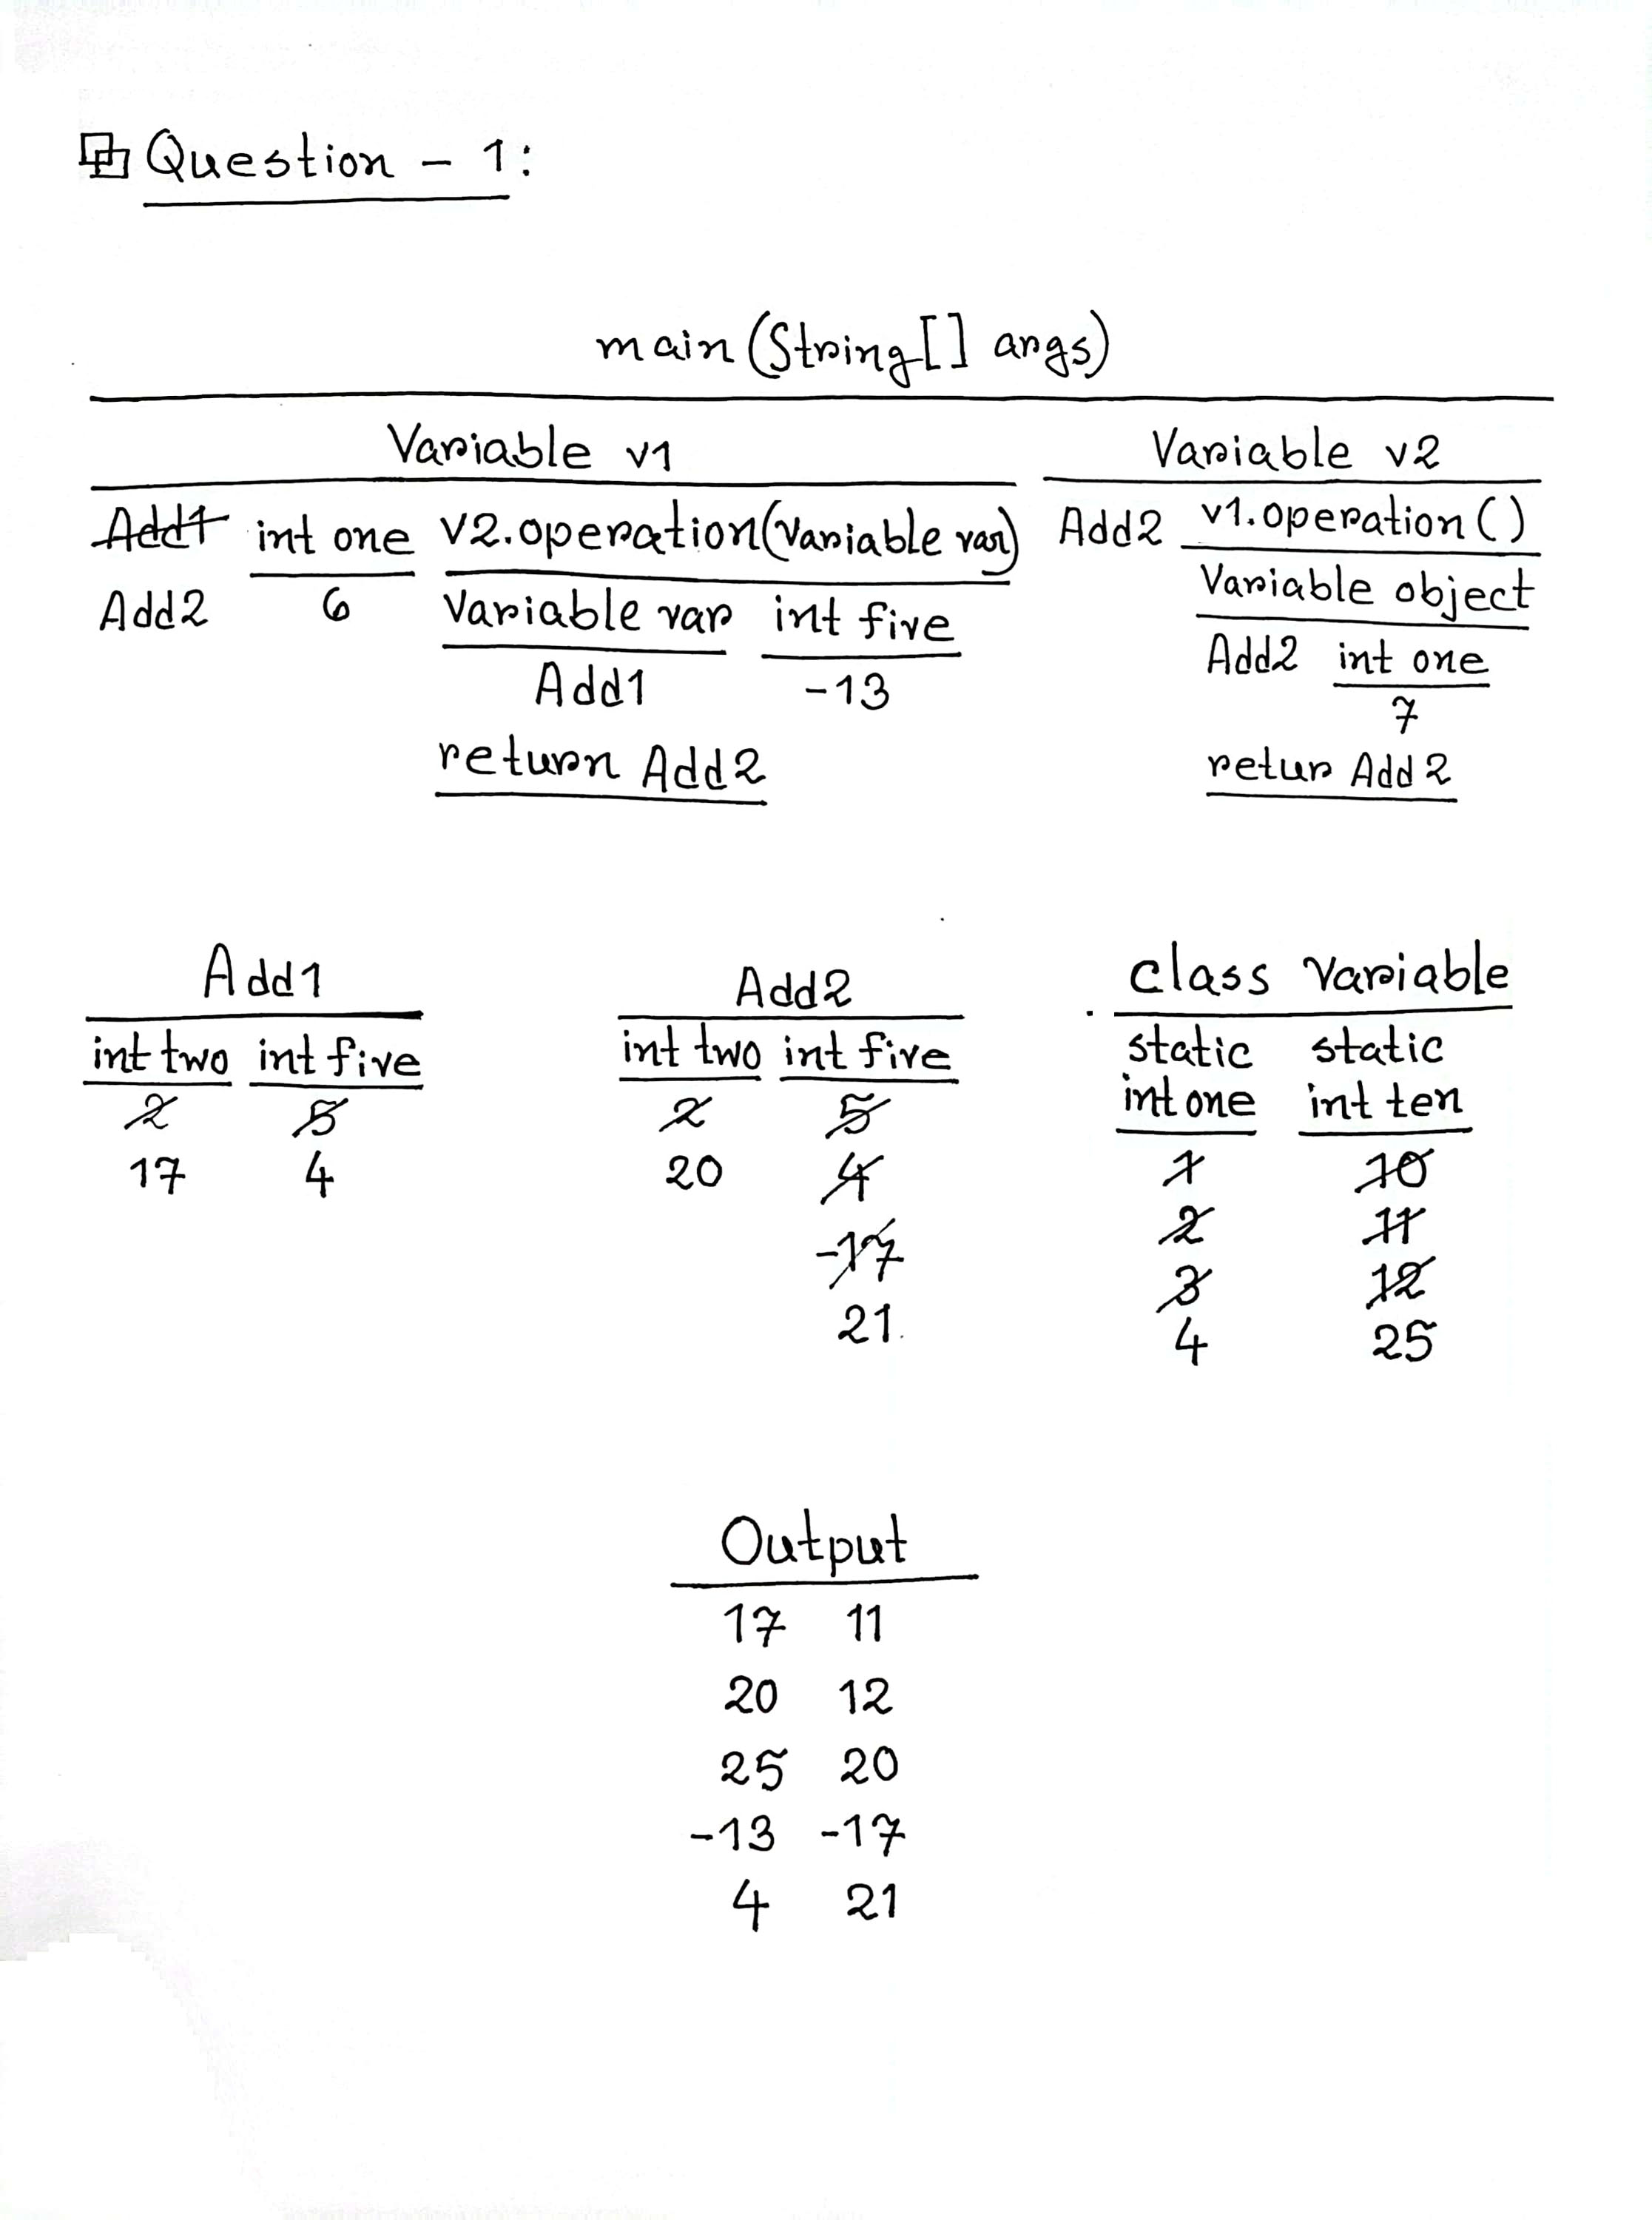 Question - 1:
main(String[] args)
Variable v1 Variable v2
Add1 int one v2.operation(Variable var) Add2 v1.operation()
Add2 6 Variable var int five Variable object
Add1 -13 Add2 int one
7
return Add2 retur Add2
Add1 Add2 class Variable
int two int five int two int five static static
int one int ten
2 5 2 5 1 10
17 4 20 4 2 11
-17 3 12
21 4 25
Output
17 11
20 12
25 20
-13 -17
4 21